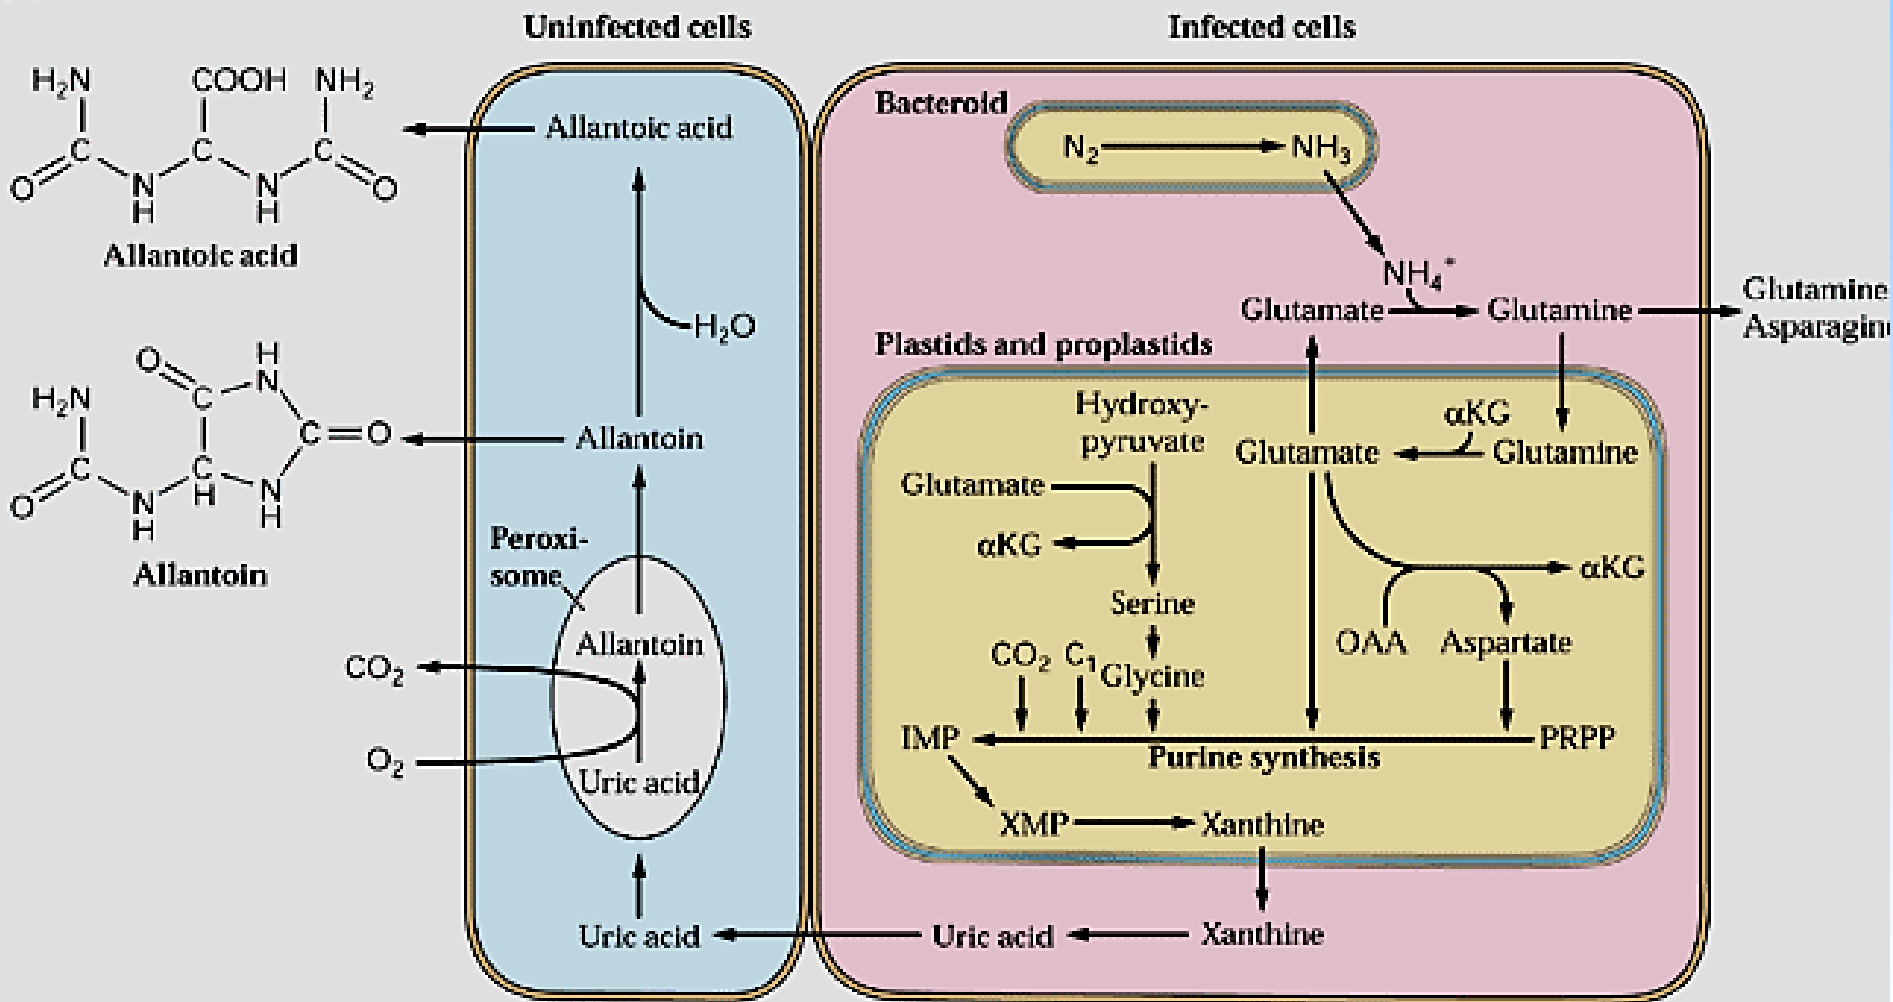 Uninfected cells
Infected cells
H₂N
COOH
NH₂
C
C
C
O
N
H
N
H
O
Allantoic acid
Allantoic acid
Bacteroid
N₂
NH₃
NH₄⁺
Glutamate
Glutamine
Glutamine
H₂O
Plastids and proplastids
O
H
N
H₂N
C
C
O
Allantoin
C
C
H
O
N
H
N
H
Allantoin
Hydroxy-
pyruvate
αKG
Glutamate
Glutamine
Glutamate
αKG
αKG
Peroxi-
some
Serine
OAA
Aspartate
Allantoin
CO₂
CO₂
C₁
Glycine
O₂
Uric acid
IMP
PRPP
Purine synthesis
XMP
Xanthine
Uric acid
Uric acid
Xanthine